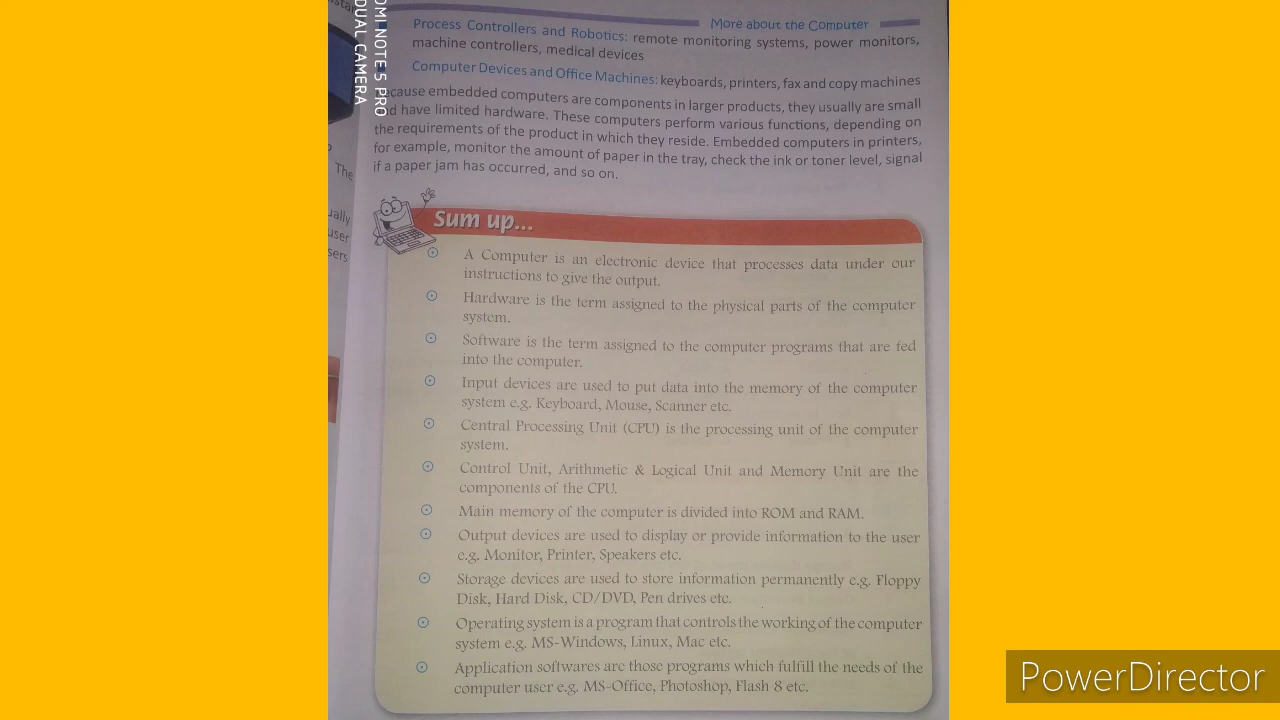 More about the Computer
Process Controllers and Robotics: remote monitoring systems, power monitors,
machine controllers, medical devices
Computer Devices and Office Machines: keyboards, printers, fax and copy machines
cause embedded computers are components in larger products, they usually are small
d have limited hardware. These computers perform various functions, depending on
the requirements of the product in which they reside. Embedded computers in printers,
for example, monitor the amount of paper in the tray, check the ink or toner level, signal
if a paper jam has occurred, and so on.
The
ually
user
sers
Sum up...
A Computer is an electronic device that processes data under our
instructions to give the output.
Hardware is the term assigned to the physical parts of the computer
system.
Software is the term assigned to the computer programs that are fed
into the computer.
Input devices are used to put data into the memory of the computer
system e.g. Keyboard, Mouse, Scanner etc.
Central Processing Unit (CPU) is the processing unit of the computer
system.
Control Unit, Arithmetic & Logical Unit and Memory Unit are the
components of the CPU.
Main memory of the computer is divided into ROM and RAM.
Output devices are used to display or provide information to the user
e.g. Monitor, Printer, Speakers etc.
Storage devices are used to store information permanently e.g. Floppy
Disk, Hard Disk, CD/DVD, Pen drives etc.
Operating system is a program that controls the working of the computer
system e.g. MS-Windows, Linux, Mac etc.
Application softwares are those programs which fulfill the needs of the
computer user e.g. MS-Office, Photoshop, Flash 8 etc.
OMI NOTE 5 PRO
DUAL CAMERA
PowerDirector